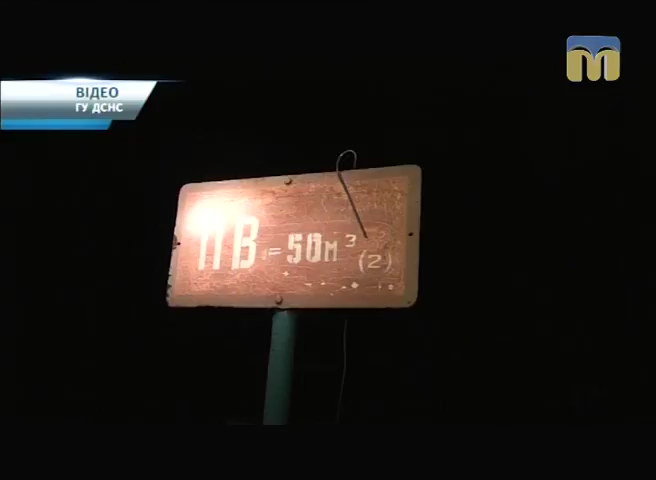 ВІДЕО
ГУ ДСНС
М
ПВ = 50м³
(2)